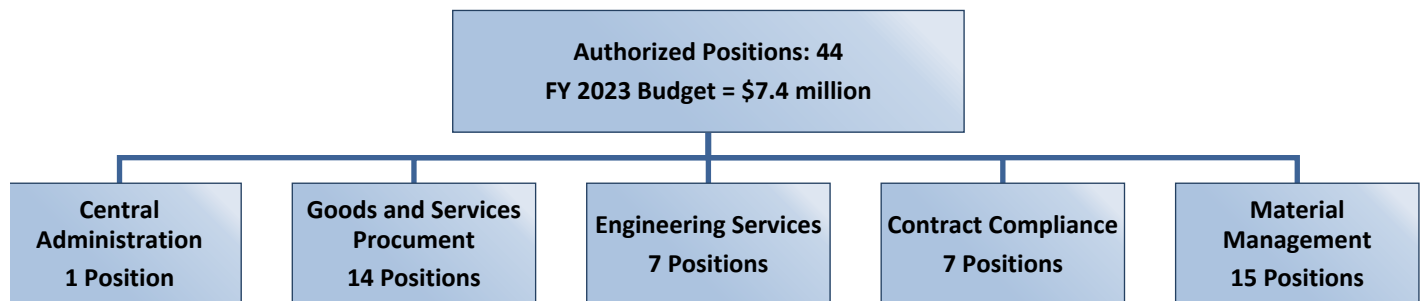 Authorized Positions: 44
FY 2023 Budget = $7.4 million
Central
Administration
1 Position
Goods and Services
Procument
14 Positions
Engineering Services
7 Positions
Contract Compliance
7 Positions
Material
Management
15 Positions